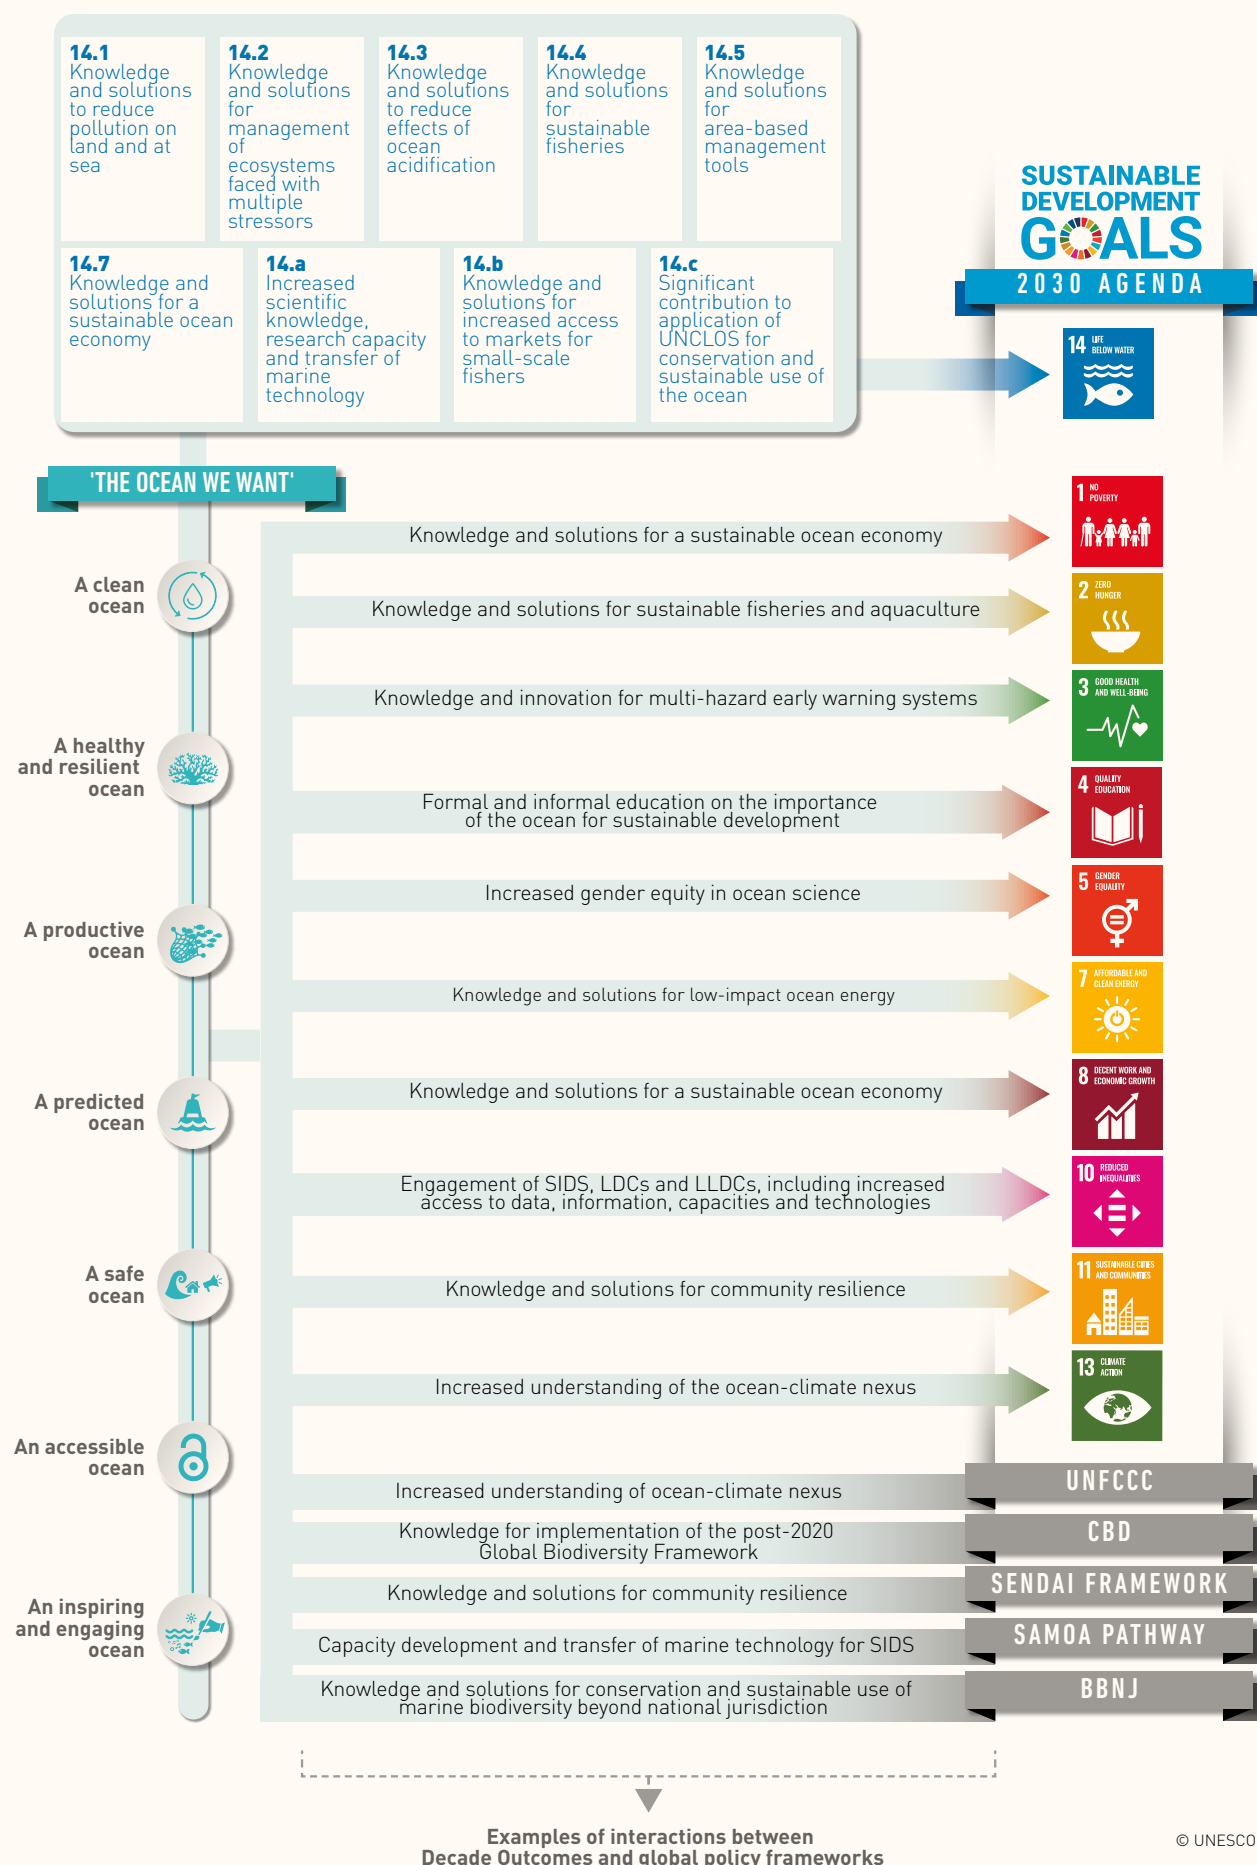 14.1
Knowledge
and solutions
to reduce
pollution on
land and at
sea
14.2
Knowledge
and solutions
for
management
of
ecosystems
faced with
multiple
stressors
14.3
Knowledge
and solutions
to reduce
effects of
ocean
acidification
14.4
Knowledge
and solutions
for
sustainable
fisheries
14.5
Knowledge
and solutions
for
area-based
management
tools
14.7
Knowledge and
solutions for a
sustainable ocean
economy
14.a
Increased
scientific
knowledge,
research capacity
and transfer of
marine
technology
14.b
Knowledge and
solutions for
increased access
to markets for
small-scale
fishers
14.c
Significant
contribution to
application of
UNCLOS for
conservation and
sustainable use of
the ocean
SUSTAINABLE
DEVELOPMENT
GOALS
2030 AGENDA
14 LIFE
BELOW WATER
'THE OCEAN WE WANT'
A clean
ocean
A healthy
and resilient
ocean
A productive
ocean
A predicted
ocean
A safe
ocean
An accessible
ocean
An inspiring
and engaging
ocean
Knowledge and solutions for a sustainable ocean economy
1 NO
POVERTY
Knowledge and solutions for sustainable fisheries and aquaculture
2 ZERO
HUNGER
Knowledge and innovation for multi-hazard early warning systems
3 GOOD HEALTH
AND WELL-BEING
Formal and informal education on the importance
of the ocean for sustainable development
4 QUALITY
EDUCATION
Increased gender equity in ocean science
5 GENDER
EQUALITY
Knowledge and solutions for low-impact ocean energy
7 AFFORDABLE AND
CLEAN ENERGY
Knowledge and solutions for a sustainable ocean economy
8 DECENT WORK AND
ECONOMIC GROWTH
Engagement of SIDS, LDCs and LLDCs, including increased
access to data, information, capacities and technologies
10 REDUCED
INEQUALITIES
Knowledge and solutions for community resilience
11 SUSTAINABLE CITIES
AND COMMUNITIES
Increased understanding of the ocean-climate nexus
13 CLIMATE
ACTION
Increased understanding of ocean-climate nexus
UNFCCC
Knowledge for implementation of the post-2020
Global Biodiversity Framework
CBD
Knowledge and solutions for community resilience
SENDAI FRAMEWORK
Capacity development and transfer of marine technology for SIDS
SAMOA PATHWAY
Knowledge and solutions for conservation and sustainable use of
marine biodiversity beyond national jurisdiction
BBNJ
Examples of interactions between
Decade Outcomes and global policy frameworks
© UNESCO